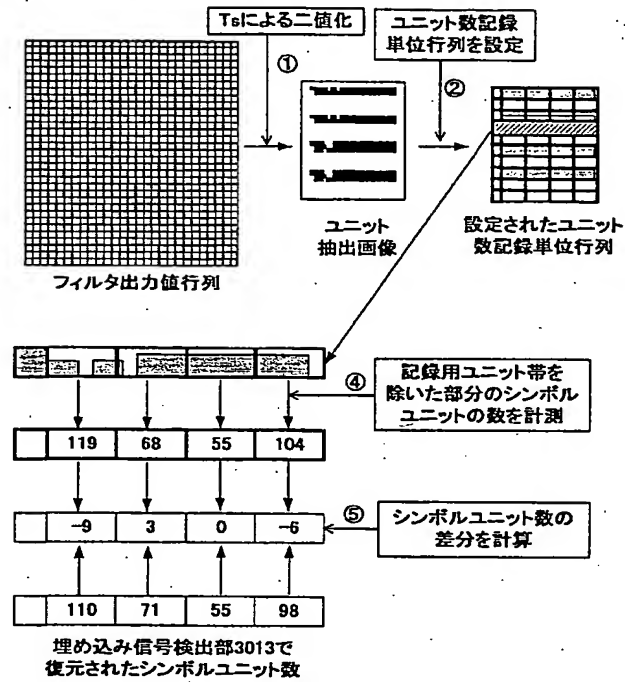 Tsによる二値化
ユニット数記録
単位行列を設定
①
②
ユニット
抽出画像
設定されたユニット
数記録単位行列
フィルタ出力値行列
記録用ユニット帯を
除いた部分のシンボル
ユニットの数を計測
④
119 68 55 104
-9 3 0 -6
⑤
シンボルユニット数の
差分を計算
110 71 55 98
埋め込み信号検出部3013で
復元されたシンボルユニット数